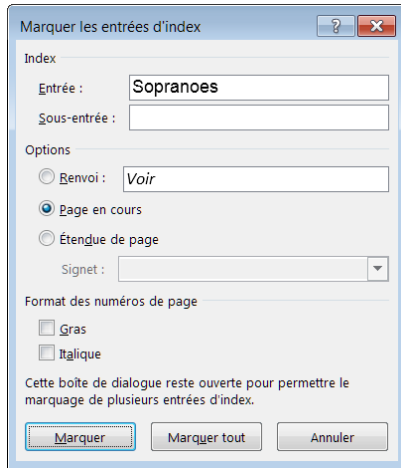 Marquer les entrées d'index
Index
Entrée : Sopranoes
Sous-entrée :
Options
Renvoi : Voir
Page en cours
Étendue de page
Signet :
Format des numéros de page
Gras
Italique
Cette boîte de dialogue reste ouverte pour permettre le
marquage de plusieurs entrées d'index.
Marquer Marquer tout Annuler